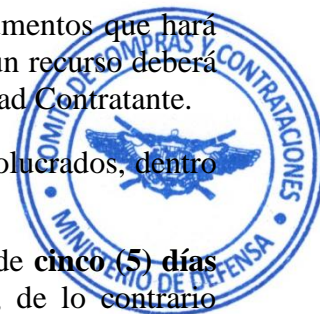 umentos que hará
un recurso deberá
ad Contratante.
olucrados, dentro
de cinco (5) días
, de lo contrario
COMITÉ DE COMPRAS Y CONTRATACIONES
MINISTERIO DE DEFENSA